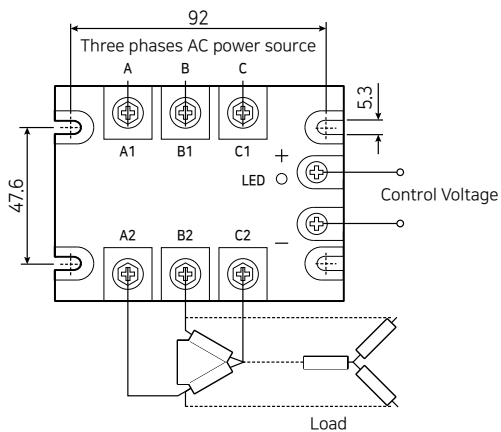 92
Three phases AC power source
A B C
5.3
A1 B1 C1
+
LED
Control Voltage
47.6
A2 B2 C2
−
Load